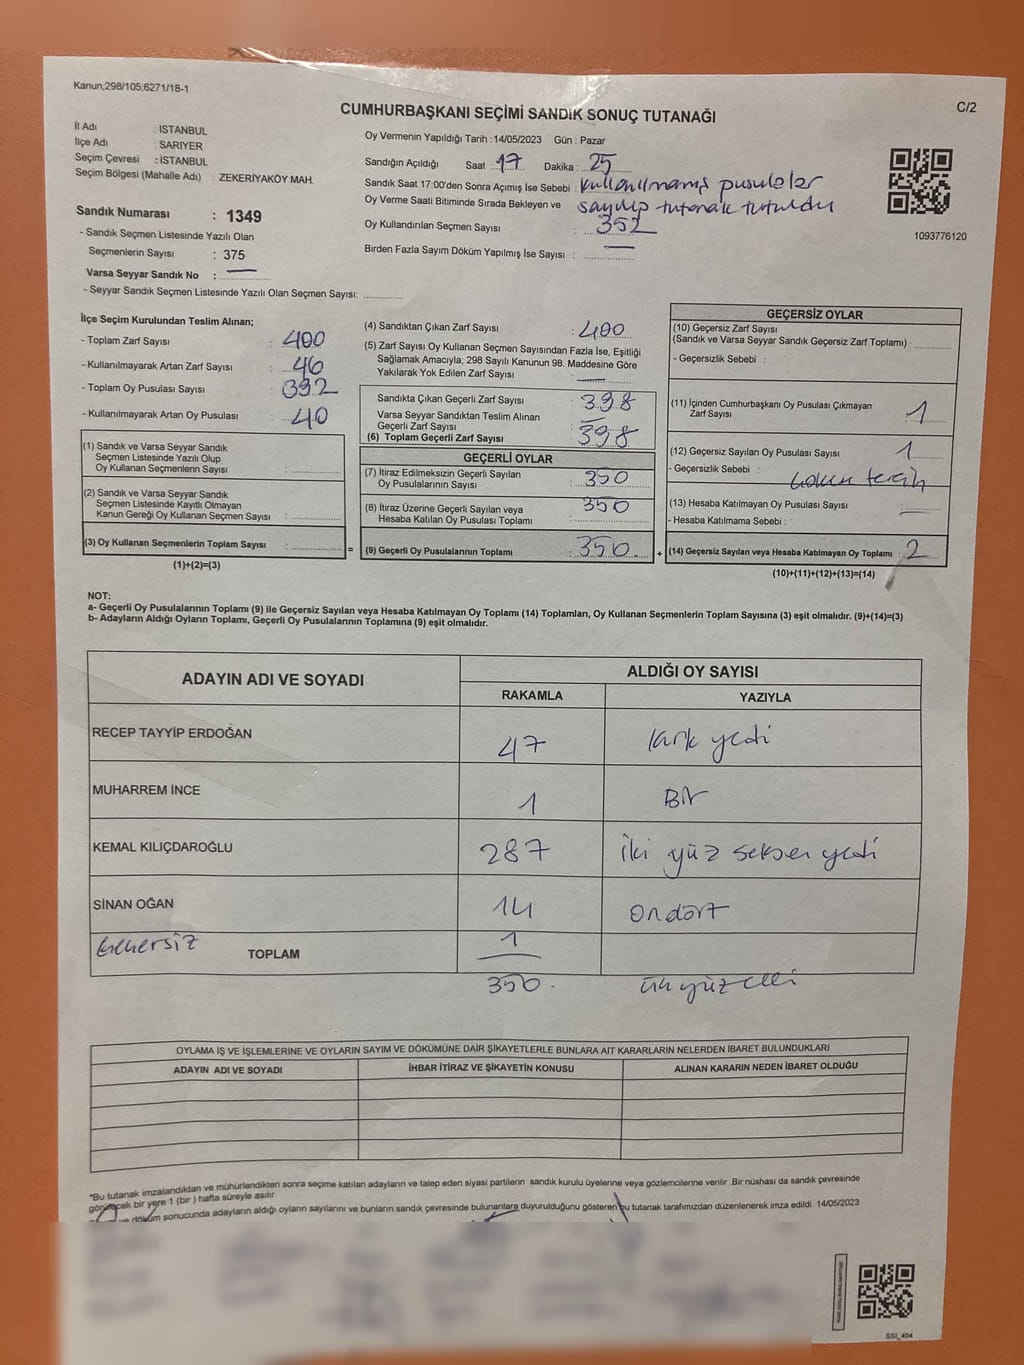 Kanun;298/105;6271/18-1
C/2
CUMHURBAŞKANI SEÇİMİ SANDIK SONUÇ TUTANAĞI
İl Adı : İSTANBUL
İlçe Adı : SARIYER
Seçim Çevresi : İSTANBUL
Seçim Bölgesi (Mahalle Adı) : ZEKERİYAKÖY MAH.
Sandık Numarası : 1349
- Sandık Seçmen Listesinde Yazılı Olan
Seçmenlerin Sayısı : 375
Varsa Seyyar Sandık No :
- Seyyar Sandık Seçmen Listesinde Yazılı Olan Seçmen Sayısı:
Oy Vermenin Yapıldığı Tarih :14/05/2023 Gün : Pazar
Sandığın Açıldığı Saat : 17 Dakika : 25
Sandık Saat 17:00'den Sonra Açımış İse Sebebi : Kullanılmamış pusulalar
Oy Verme Saati Bitiminde Sırada Bekleyen ve sayılıp tutanak tutuldu
Oy Kullandırılan Seçmen Sayısı : 352
Birden Fazla Sayım Döküm Yapılmış İse Sayısı :
1093776120
İlçe Seçim Kurulundan Teslim Alınan;
- Toplam Zarf Sayısı : 400
- Kullanılmayarak Artan Zarf Sayısı : 46
- Toplam Oy Pusulası Sayısı : 392
- Kullanılmayarak Artan Oy Pusulası : 40
(1) Sandık ve Varsa Seyyar Sandık
Seçmen Listesinde Yazılı Olup
Oy Kullanan Seçmenlerin Sayısı :
(2) Sandık ve Varsa Seyyar Sandık
Seçmen Listesinde Kayıtlı Olmayan
Kanun Gereği Oy Kullanan Seçmen Sayısı :
(3) Oy Kullanan Seçmenlerin Toplam Sayısı : =
(1)+(2)=(3)
(4) Sandıktan Çıkan Zarf Sayısı : 400
(5) Zarf Sayısı Oy Kullanan Seçmen Sayısından Fazla İse, Eşitliği
Sağlamak Amacıyla, 298 Sayılı Kanunun 98. Maddesine Göre
Yakılarak Yok Edilen Zarf Sayısı :
Sandıkta Çıkan Geçerli Zarf Sayısı : 398
Varsa Seyyar Sandıktan Teslim Alınan
Geçerli Zarf Sayısı :
(6) Toplam Geçerli Zarf Sayısı : 398
GEÇERLİ OYLAR
(7) İtiraz Edilmeksizin Geçerli Sayılan
Oy Pusulalarının Sayısı : 350
(8) İtiraz Üzerine Geçerli Sayılan veya 350
Hesaba Katılan Oy Pusulası Toplamı :
(9) Geçerli Oy Pusulalarının Toplamı : 350 +
GEÇERSİZ OYLAR
(10) Geçersiz Zarf Sayısı
(Sandık ve Varsa Seyyar Sandık Geçersiz Zarf Toplamı) :
- Geçersizlik Sebebi :
(11) İçinden Cumhurbaşkanı Oy Pusulası Çıkmayan
Zarf Sayısı : 1
(12) Geçersiz Sayılan Oy Pusulası Sayısı : 1
- Geçersizlik Sebebi : tercih
(13) Hesaba Katılmayan Oy Pusulası Sayısı :
- Hesaba Katılmama Sebebi :
(14) Geçersiz Sayılan veya Hesaba Katılmayan Oy Toplamı : 2
(10)+(11)+(12)+(13)=(14)
NOT:
a- Geçerli Oy Pusulalarının Toplamı (9) ile Geçersiz Sayılan veya Hesaba Katılmayan Oy Toplamı (14) Toplamları, Oy Kullanan Seçmenlerin Toplam Sayısına (3) eşit olmalıdır. (9)+(14)=(3)
b- Adayların Aldığı Oyların Toplamı, Geçerli Oy Pusulalarının Toplamına (9) eşit olmalıdır.
ADAYIN ADI VE SOYADI
ALDIĞI OY SAYISI
RAKAMLA YAZIYLA
RECEP TAYYİP ERDOĞAN 47 kırk yedi
MUHARREM İNCE 1 Bir
KEMAL KILIÇDAROĞLU 287 iki yüz seksen yedi
SİNAN OĞAN 14 ondört
Gecersiz TOPLAM 1
350. üçyüzelli
OYLAMA İŞ VE İŞLEMLERİNE VE OYLARIN SAYIM VE DÖKÜMÜNE DAİR ŞİKAYETLERLE BUNLARA AİT KARARLARIN NELERDEN İBARET BULUNDUKLARI
ADAYIN ADI VE SOYADI İHBAR İTİRAZ VE ŞİKAYETİN KONUSU ALINAN KARARIN NEDEN İBARET OLDUĞU
*Bu tutanak imzalandıktan ve mühürlendikten sonra seçime katılan adayların ve talep eden siyasi partilerin sandık kurulu üyelerine veya gözlemcilerine verilir .Bir nüshası da sandık çevresinde
görülecek bir yere 1 (bir ) hafta süreyle asılır.
ve döküm sonucunda adayların aldığı oyların sayılarını ve bunların sandık çevresinde bulunanlara duyurulduğunu gösteren bu tutanak tarafımızdan düzenlenerek imza edildi. 14/05/2023
SSI_404